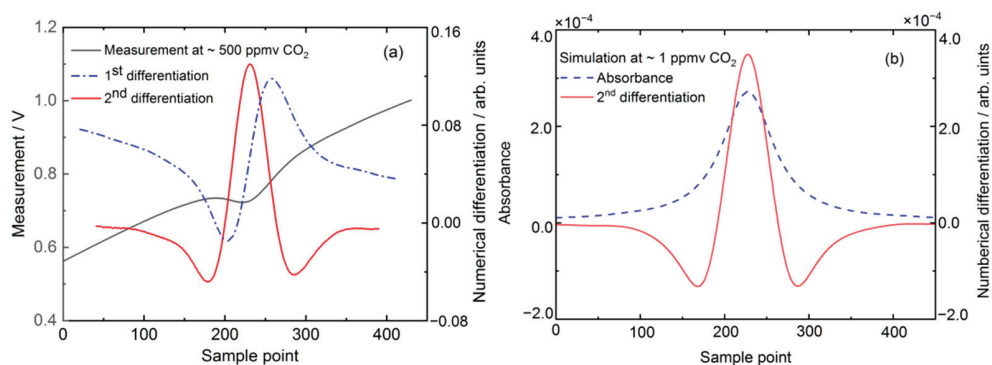 1.2
1.0
0.8
0.6
0.4
Measurement / V
Measurement at ~ 500 ppmv CO₂
1st differentiation
2nd differentiation
(a)
0.16
0.08
0.00
−0.08
Numerical differentiation / arb. units
0
100
200
300
400
Sample point
×10⁻⁴
4.0
2.0
0.0
−2.0
Absorbance
Simulation at ~ 1 ppmv CO₂
Absorbance
2nd differentiation
(b)
×10⁻⁴
4.0
2.0
0
−2.0
Numberical differentiation / arb. units
0
100
200
300
400
Sample point